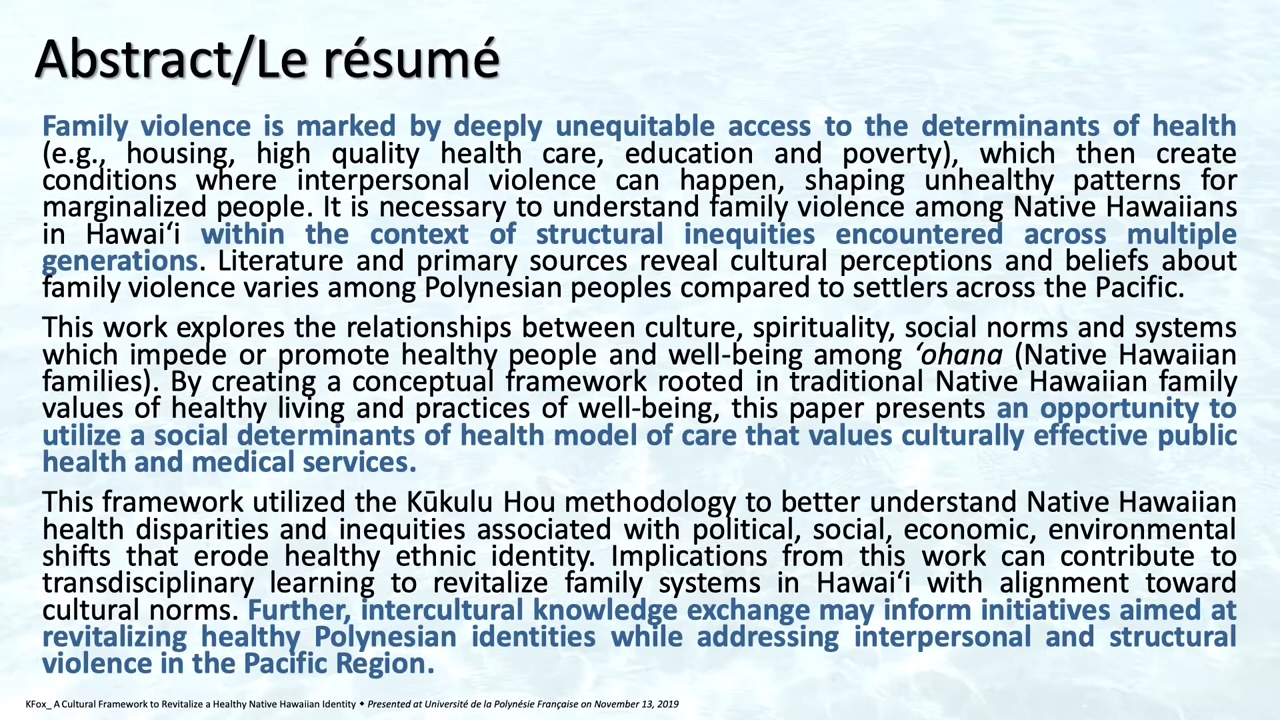 Abstract/Le résumé
Family violence is marked by deeply unequitable access to the determinants of health
(e.g., housing, high quality health care, education and poverty), which then create
conditions where interpersonal violence can happen, shaping unhealthy patterns for
marginalized people. It is necessary to understand family violence among Native Hawaiians
in Hawai‘i within the context of structural inequities encountered across multiple
generations. Literature and primary sources reveal cultural perceptions and beliefs about
family violence varies among Polynesian peoples compared to settlers across the Pacific.
This work explores the relationships between culture, spirituality, social norms and systems
which impede or promote healthy people and well-being among ‘ohana (Native Hawaiian
families). By creating a conceptual framework rooted in traditional Native Hawaiian family
values of healthy living and practices of well-being, this paper presents an opportunity to
utilize a social determinants of health model of care that values culturally effective public
health and medical services.
This framework utilized the Kūkulu Hou methodology to better understand Native Hawaiian
health disparities and inequities associated with political, social, economic, environmental
shifts that erode healthy ethnic identity. Implications from this work can contribute to
transdisciplinary learning to revitalize family systems in Hawai‘i with alignment toward
cultural norms. Further, intercultural knowledge exchange may inform initiatives aimed at
revitalizing healthy Polynesian identities while addressing interpersonal and structural
violence in the Pacific Region.
KFox_ A Cultural Framework to Revitalize a Healthy Native Hawaiian Identity • Presented at Université de la Polynésie Française on November 13, 2019